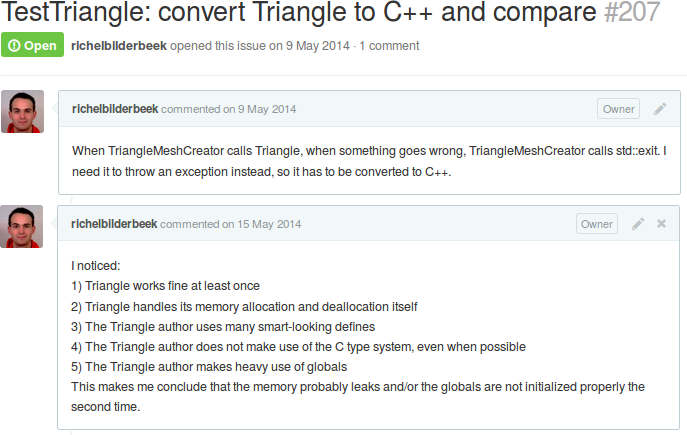 TestTriangle: convert Triangle to C++ and compare #207
Open richelbilderbeek opened this issue on 9 May 2014 · 1 comment
richelbilderbeek commented on 9 May 2014 Owner
When TriangleMeshCreator calls Triangle, when something goes wrong, TriangleMeshCreator calls std::exit. I
need it to throw an exception instead, so it has to be converted to C++.
richelbilderbeek commented on 15 May 2014 Owner
I noticed:
1) Triangle works fine at least once
2) Triangle handles its memory allocation and deallocation itself
3) The Triangle author uses many smart-looking defines
4) The Triangle author does not make use of the C type system, even when possible
5) The Triangle author makes heavy use of globals
This makes me conclude that the memory probably leaks and/or the globals are not initialized properly the
second time.